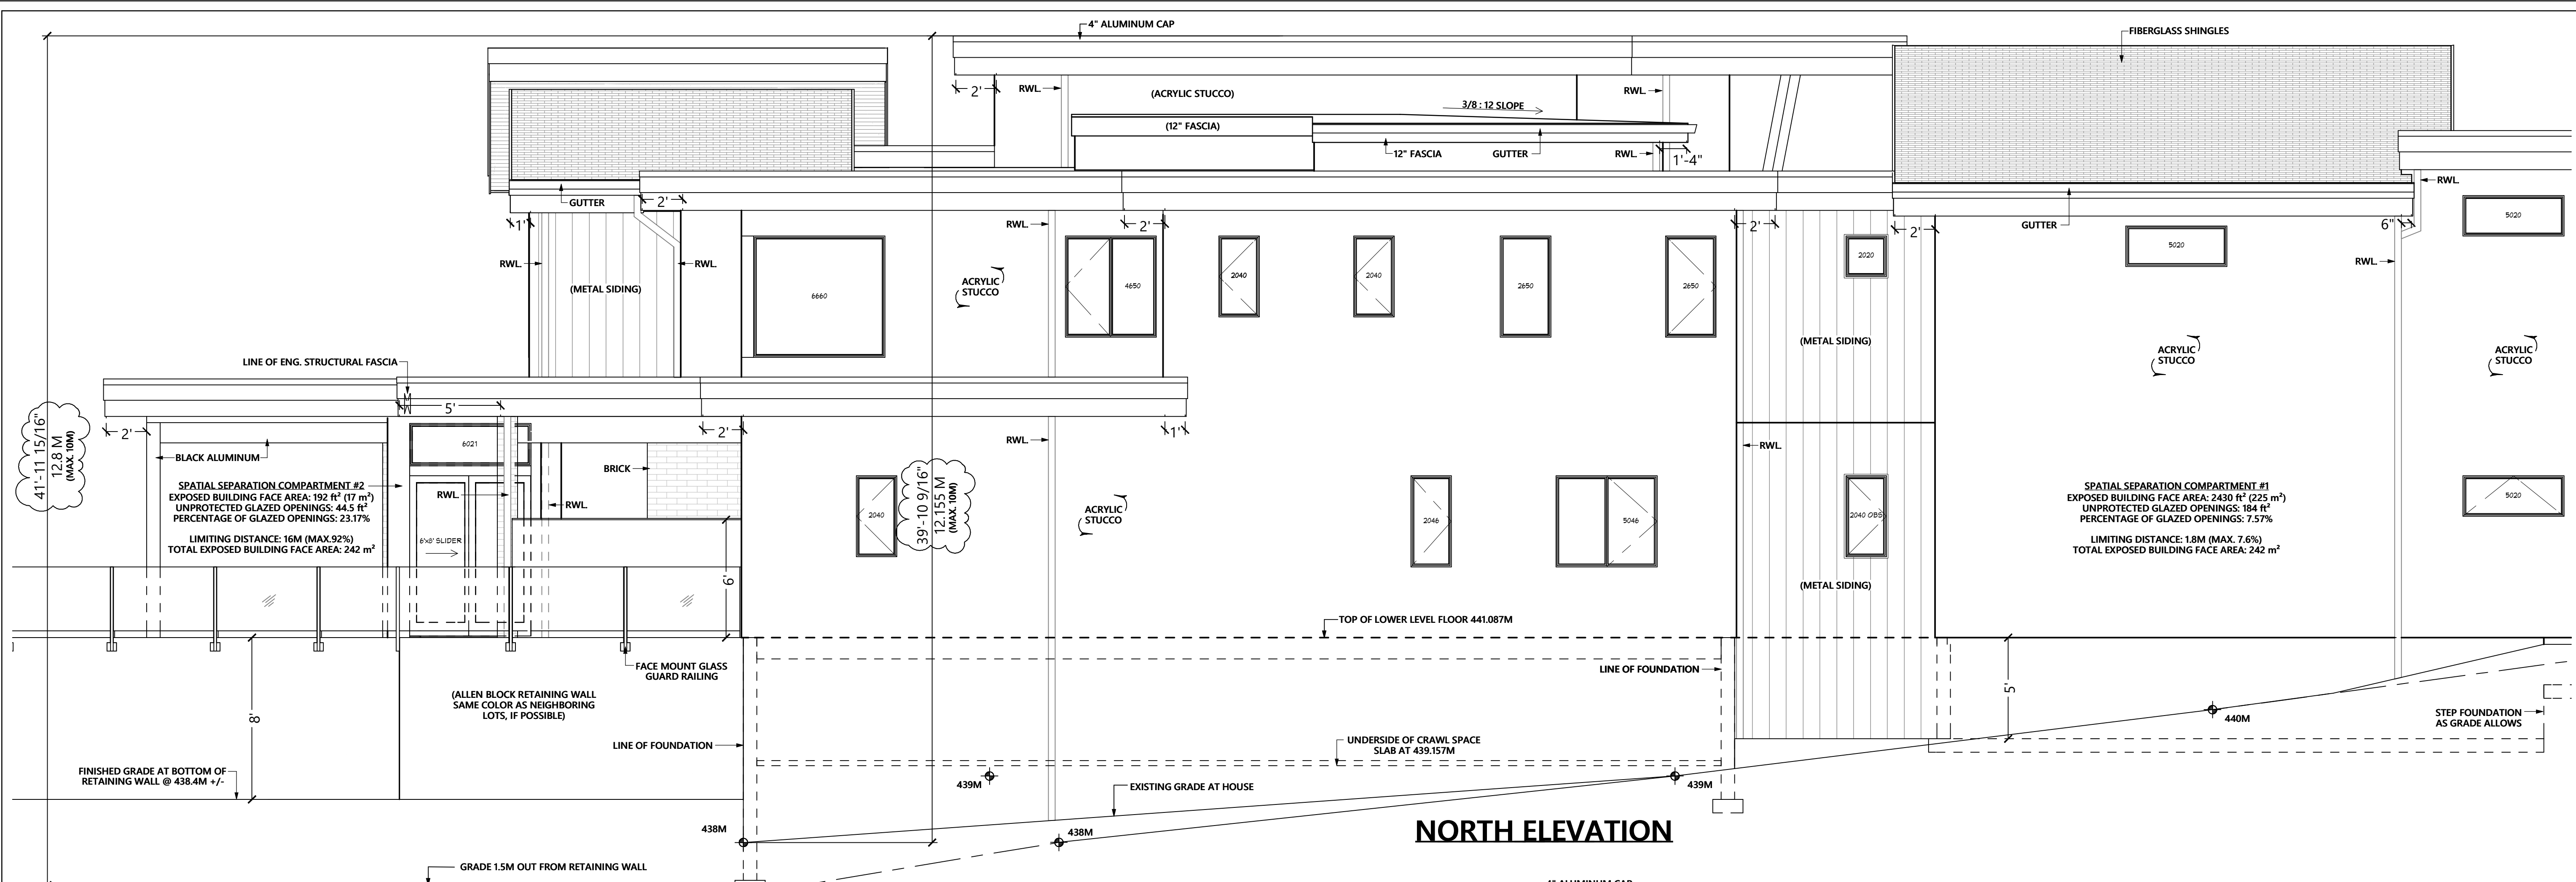 4" ALUMINUM CAP
FIBERGLASS SHINGLES
2'
RWL.
(ACRYLIC STUCCO)
3/8 : 12 SLOPE
RWL.
(12" FASCIA)
12" FASCIA
GUTTER
RWL.
1'-4"
RWL.
GUTTER
2'
1'
RWL.
2'
2'
2'
GUTTER
6"
5020
5020
RWL.
RWL.
RWL.
(METAL SIDING)
6660
ACRYLIC
STUCCO
4650
2040
2040
2650
2650
2020
(METAL SIDING)
ACRYLIC
STUCCO
ACRYLIC
STUCCO
LINE OF ENG. STRUCTURAL FASCIA
5'
2'
2'
1'
41'-11 15/16"
12.8 M
(MAX. 10M)
6021
BLACK ALUMINUM
BRICK
RWL.
RWL.
SPATIAL SEPARATION COMPARTMENT #2
EXPOSED BUILDING FACE AREA: 192 ft² (17 m²)
UNPROTECTED GLAZED OPENINGS: 44.5 ft²
PERCENTAGE OF GLAZED OPENINGS: 23.17%
LIMITING DISTANCE: 16M (MAX.92%)
TOTAL EXPOSED BUILDING FACE AREA: 242 m²
RWL.
RWL.
6'x8' SLIDER
2040
39'-10 9/16"
12.155 M
(MAX. 10M)
ACRYLIC
STUCCO
2046
5046
2040 OBS
5020
SPATIAL SEPARATION COMPARTMENT #1
EXPOSED BUILDING FACE AREA: 2430 ft² (225 m²)
UNPROTECTED GLAZED OPENINGS: 184 ft²
PERCENTAGE OF GLAZED OPENINGS: 7.57%
LIMITING DISTANCE: 1.8M (MAX. 7.6%)
TOTAL EXPOSED BUILDING FACE AREA: 242 m²
6'
(METAL SIDING)
TOP OF LOWER LEVEL FLOOR 441.087M
FACE MOUNT GLASS
GUARD RAILING
LINE OF FOUNDATION
(ALLEN BLOCK RETAINING WALL
SAME COLOR AS NEIGHBORING
LOTS, IF POSSIBLE)
8'
5'
440M
STEP FOUNDATION
AS GRADE ALLOWS
LINE OF FOUNDATION
UNDERSIDE OF CRAWL SPACE
SLAB AT 439.157M
FINISHED GRADE AT BOTTOM OF
RETAINING WALL @ 438.4M +/-
439M
EXISTING GRADE AT HOUSE
439M
438M
438M
NORTH ELEVATION
GRADE 1.5M OUT FROM RETAINING WALL
4" ALUMINUM CAP